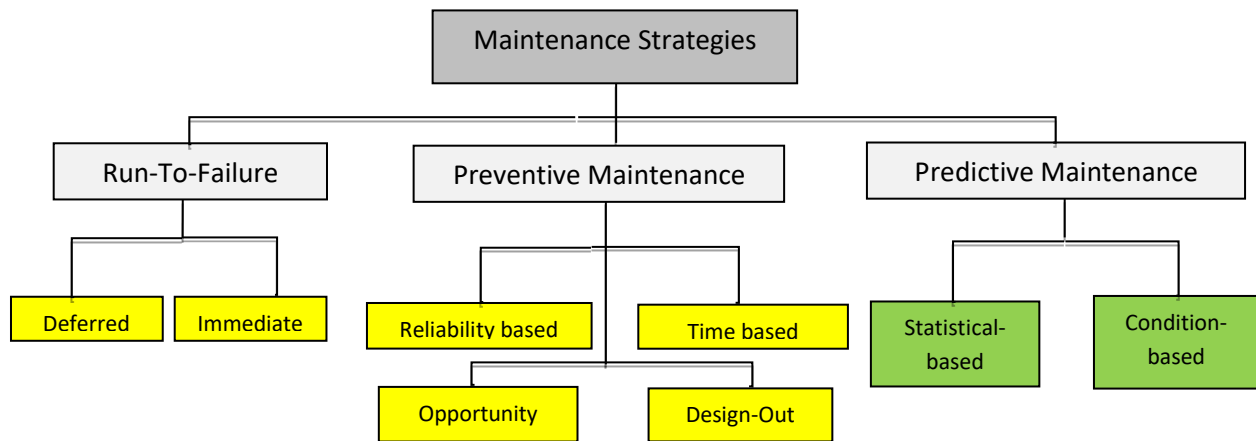 Maintenance Strategies
Run-To-Failure
Preventive Maintenance
Predictive Maintenance
Deferred
Immediate
Reliability based
Time based
Statistical-
based
Condition-
based
Opportunity
Design-Out